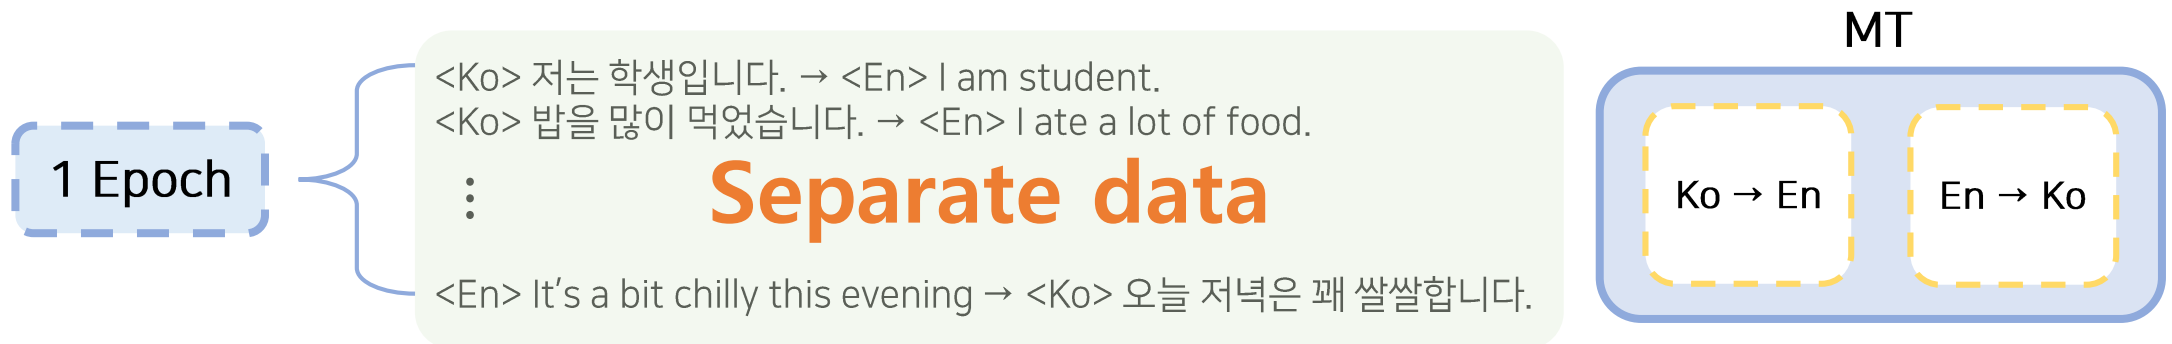 MT
<Ko> 저는 학생입니다. → <En> I am student.
<Ko> 밥을 많이 먹었습니다. → <En> I ate a lot of food.
1 Epoch
⋮
Separate data
Ko → En
En → Ko
<En> It's a bit chilly this evening → <Ko> 오늘 저녁은 꽤 쌀쌀합니다.